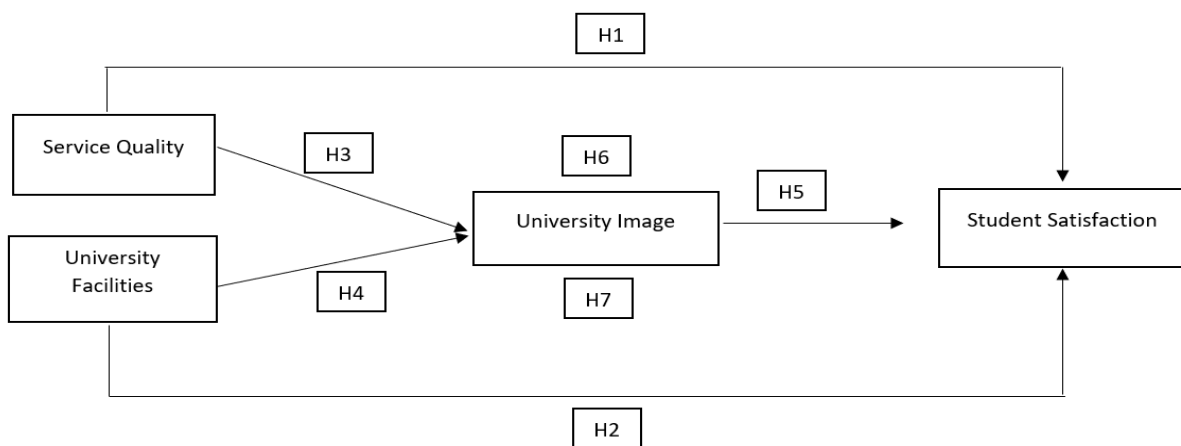 H1
Service Quality
H3
H6
University Image
H5
Student Satisfaction
University
Facilities
H4
H7
H2